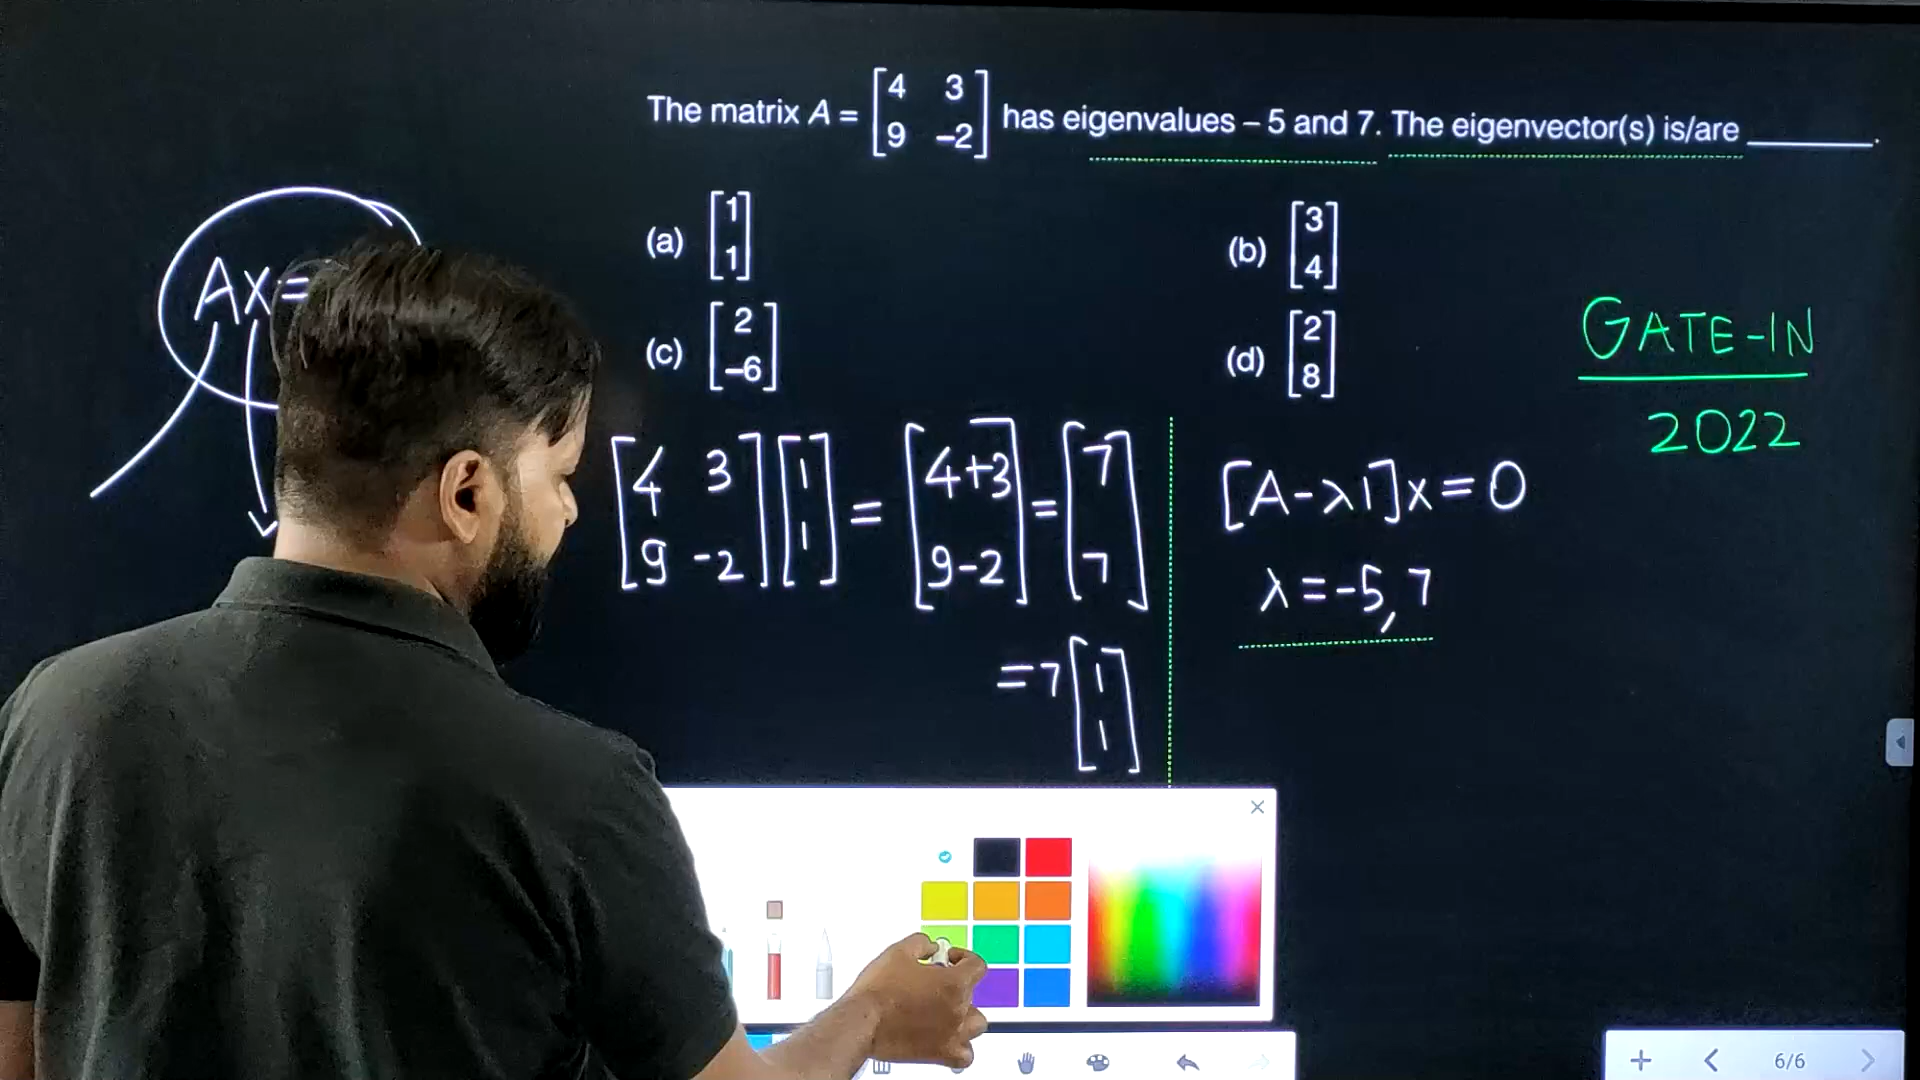 The matrix A = [4 3; 9 –2] has eigenvalues – 5 and 7. The eigenvector(s) is/are ________.
(a) [1; 1]
(b) [3; 4]
(c) [2; –6]
(d) [2; 8]
Ax=
GATE-IN
2022
[4 3; 9 -2] [1; 1] = [4+3; 9-2] = [7; 7]
=7[1; 1]
[A-λI]x=0
λ=-5,7
6/6